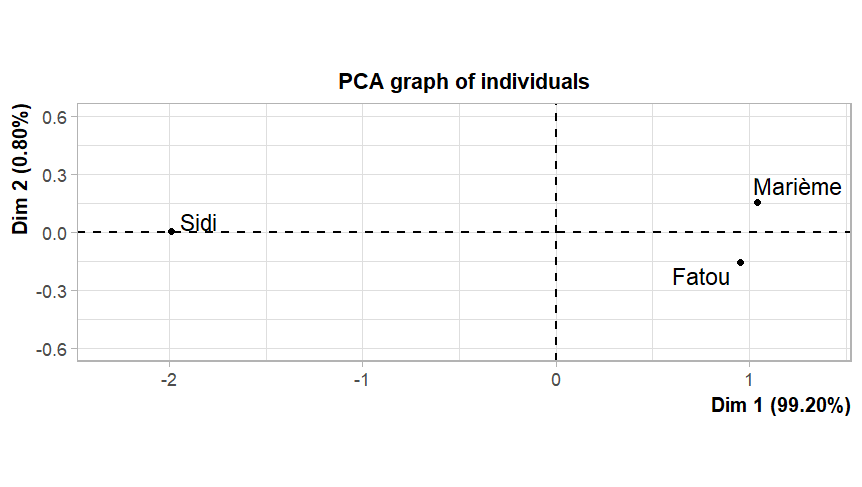 PCA graph of individuals
Dim 2 (0.80%)
0.6
0.3
0.0
-0.3
-0.6
Marième
Sidi
Fatou
-2
-1
0
1
Dim 1 (99.20%)